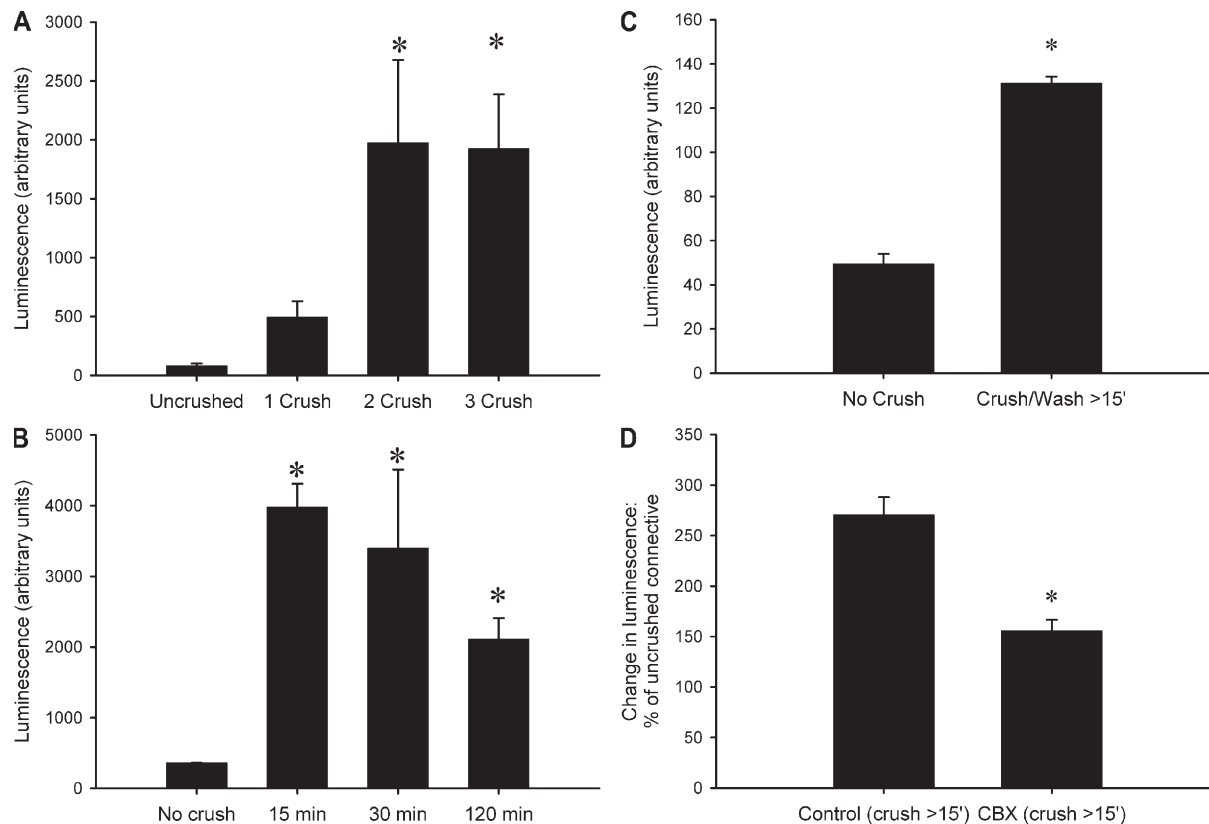 A
Luminescence (arbitrary units)
3000
2500
2000
1500
1000
500
0
*
*
Uncrushed 1 Crush 2 Crush 3 Crush
B
Luminescence (arbitrary units)
5000
4000
3000
2000
1000
0
*
*
*
No crush 15 min 30 min 120 min
C
Luminescence (arbitrary units)
160
140
120
100
80
60
40
20
0
*
No Crush Crush/Wash >15'
D
Change in luminescence:
% of uncrushed connective
350
300
250
200
150
100
50
0
*
Control (crush >15') CBX (crush >15')